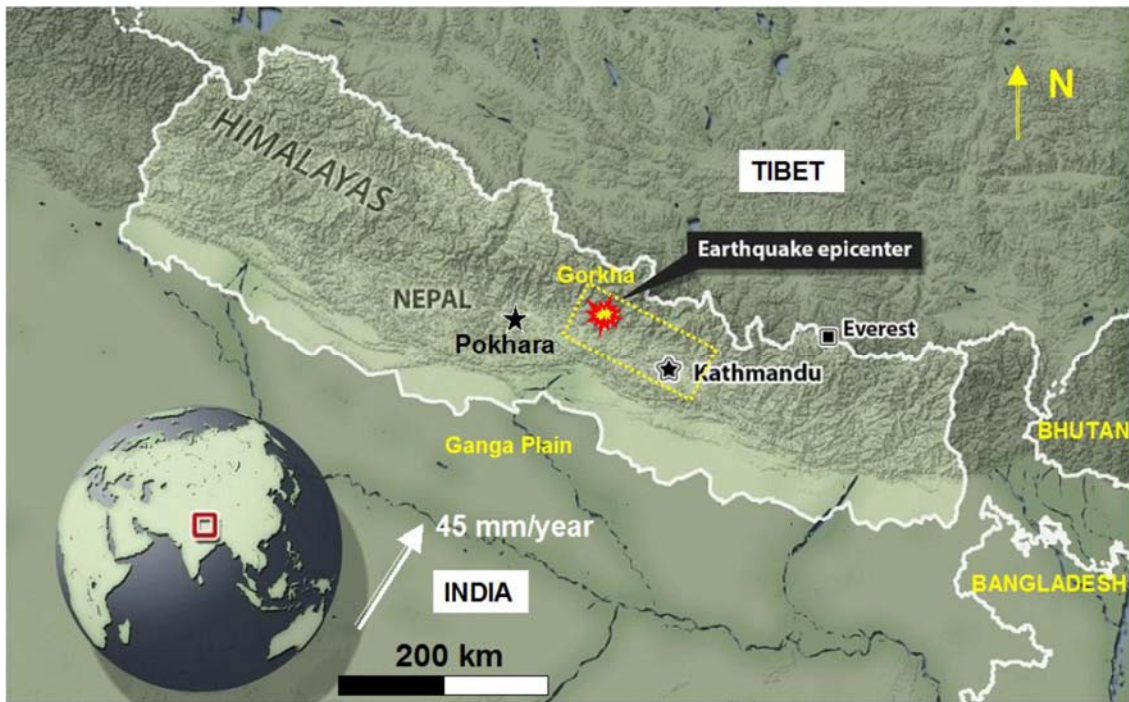 N
HIMALAYAS
TIBET
Earthquake epicenter
Gorkha
NEPAL
Pokhara
Everest
Kathmandu
Ganga Plain
BHUTAN
45 mm/year
INDIA
BANGLADESH
200 km